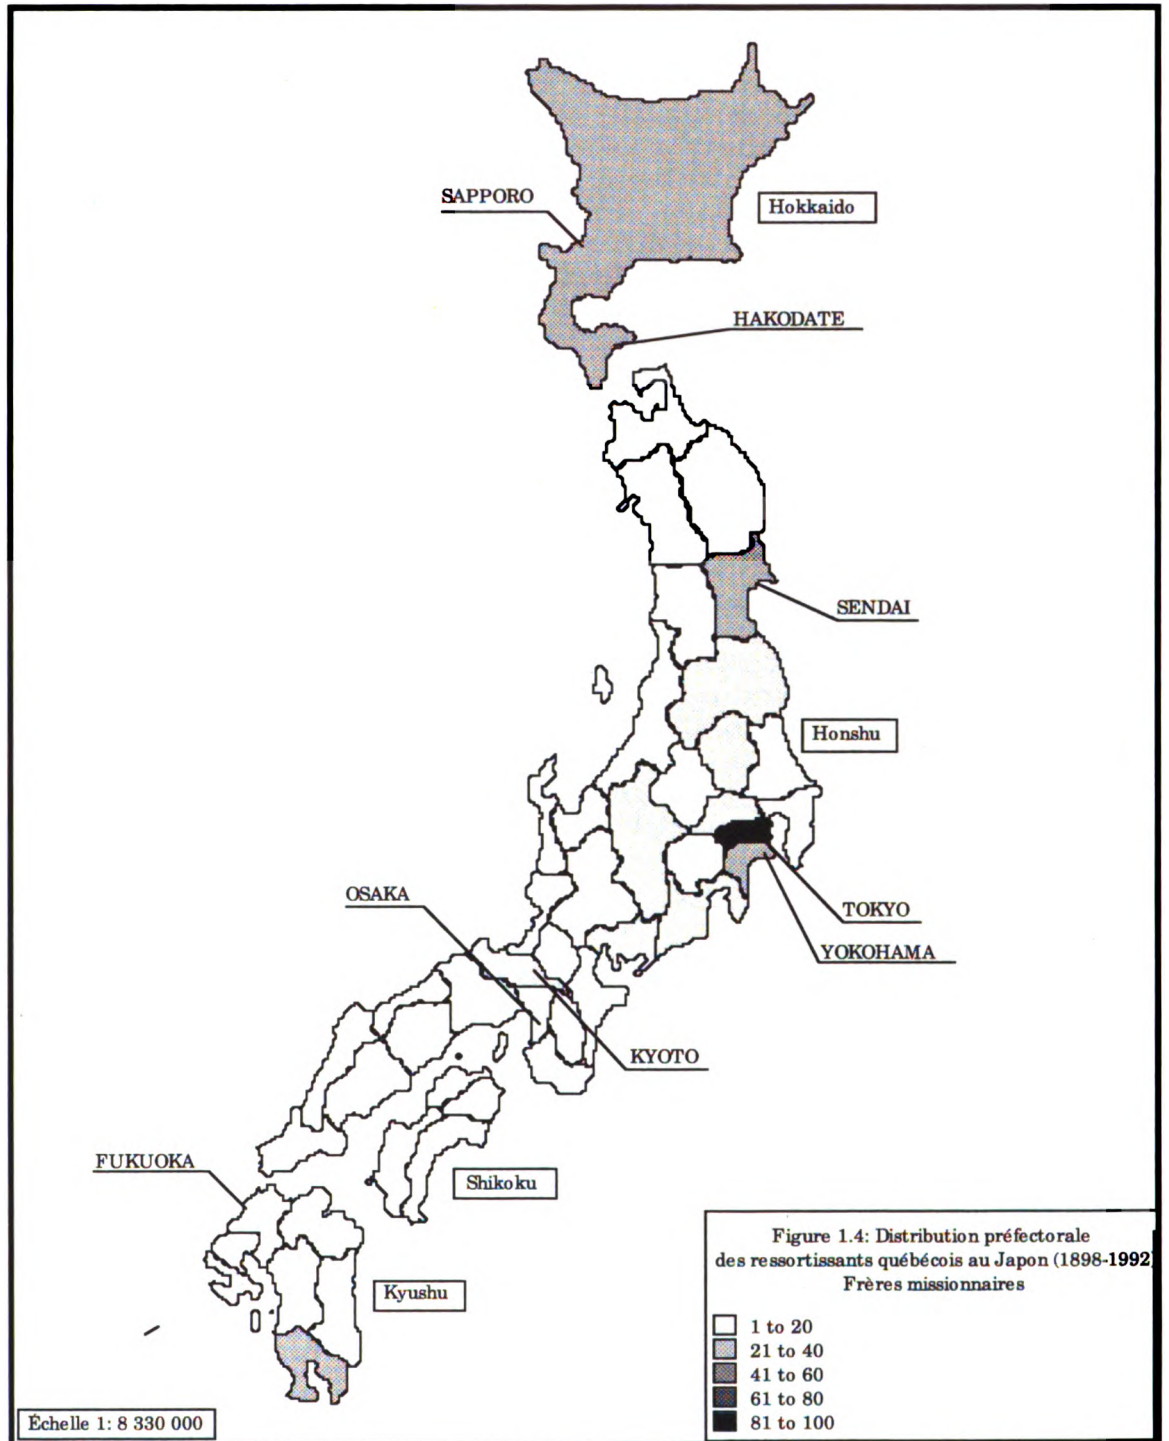 SAPPORO
Hokkaido
HAKODATE
SENDAI
Honshu
OSAKA
TOKYO
YOKOHAMA
KYOTO
FUKUOKA
Shikoku
Kyushu
Figure 1.4: Distribution préfectorale
des ressortissants québécois au Japon (1898-1992)
Frères missionnaires
1 to 20
21 to 40
41 to 60
61 to 80
81 to 100
Échelle 1: 8 330 000